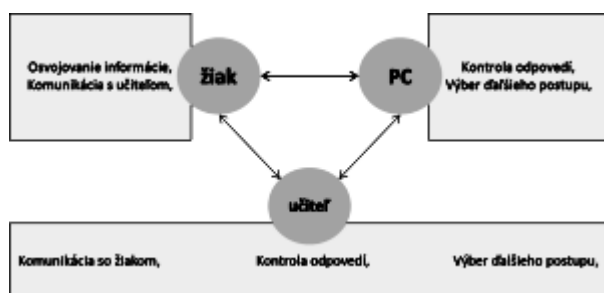 Osvojovanie informácie,
Komunikácia s učiteľom,
žiak
PC
Kontrola odpovedí,
Výber ďalšieho postupu,
učiteľ
Komunikácia so žiakom,
Kontrola odpovedí,
Výber ďalšieho postupu,